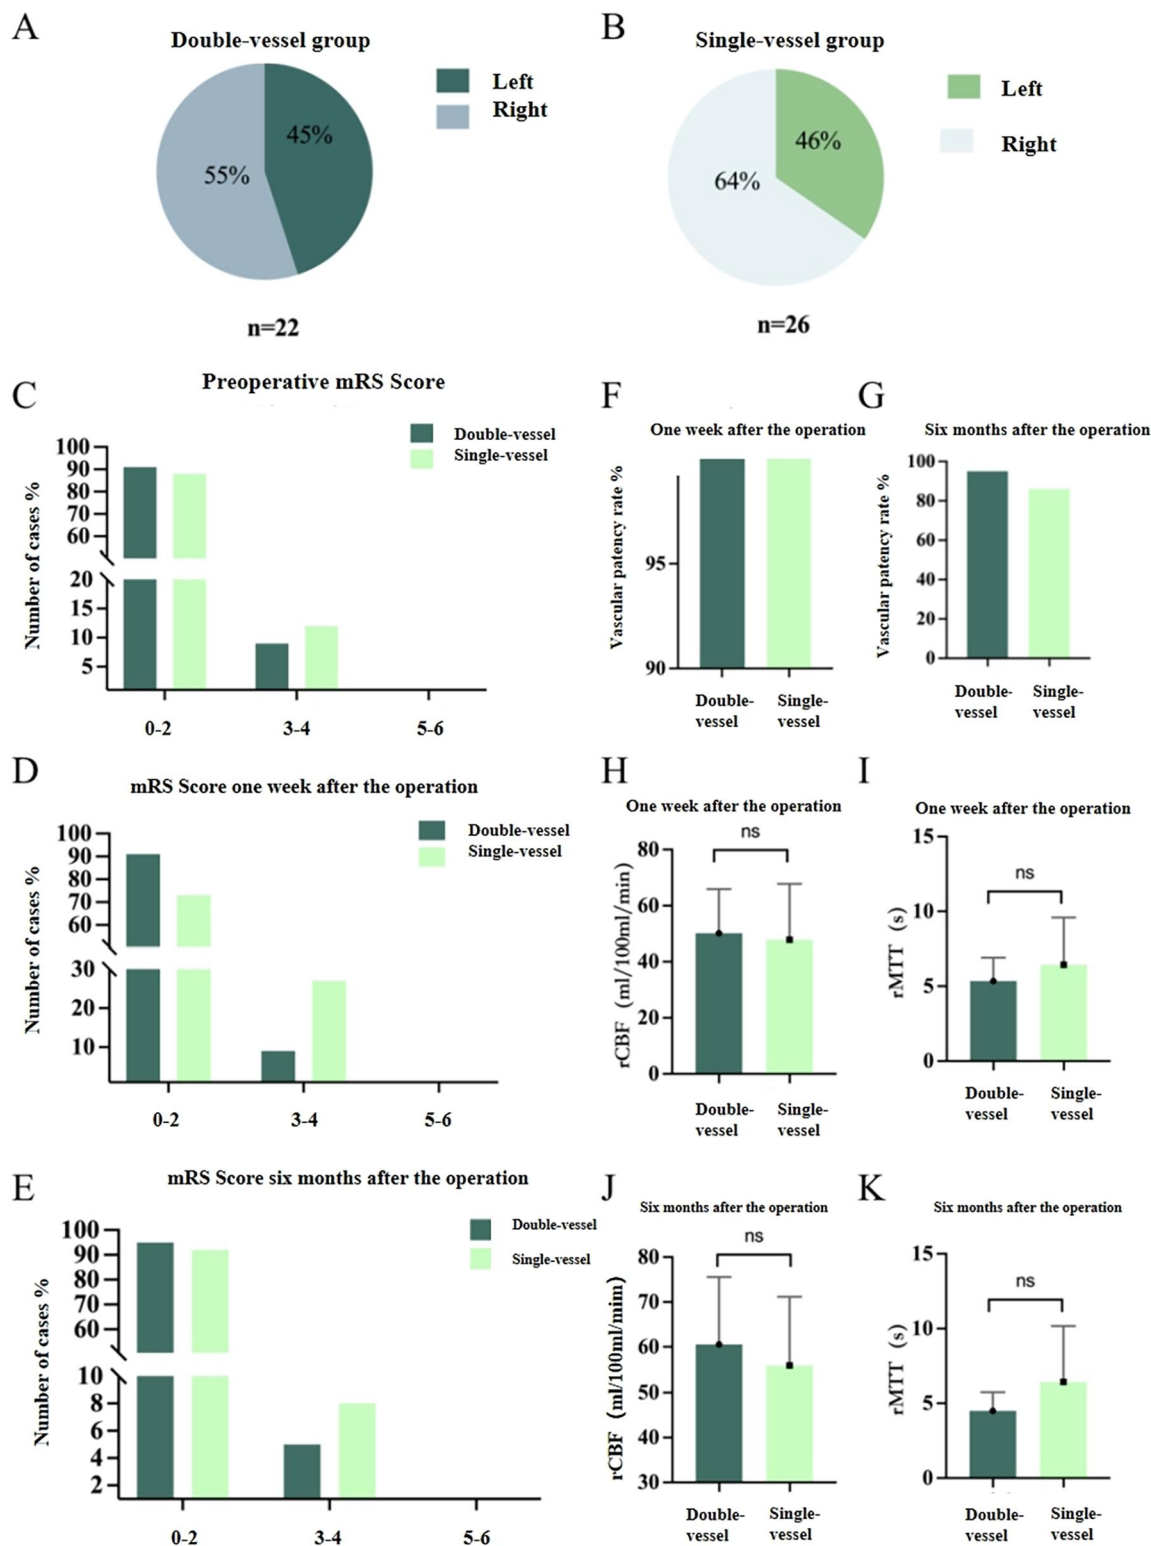 A
Double-vessel group
Left
Right
45%
55%
n=22
B
Single-vessel group
Left
Right
46%
64%
n=26
C
Preoperative mRS Score
Double-vessel
Single-vessel
Number of cases %
100
90
80
70
60
20
15
10
5
0-2
3-4
5-6
F
One week after the operation
Vascular patency rate %
95
90
Double-
vessel
Single-
vessel
G
Six months after the operation
Vascular patency rate %
100
80
60
40
20
0
Double-
vessel
Single-
vessel
D
mRS Score one week after the operation
Double-vessel
Single-vessel
Number of cases %
100
90
80
70
60
30
20
10
0-2
3-4
5-6
H
One week after the operation
ns
rCBF (ml/100ml/min)
80
60
40
20
0
Double-
vessel
Single-
vessel
I
One week after the operation
ns
rMTT (s)
15
10
5
0
Double-
vessel
Single-
vessel
E
mRS Score six months after the operation
Double-vessel
Single-vessel
Number of cases %
100
90
80
70
60
10
8
6
4
2
0-2
3-4
5-6
J
Six months after the operation
ns
rCBF (ml/100ml/mim)
80
70
60
50
40
30
Double-
vessel
Single-
vessel
K
Six months after the operation
ns
rMTT (s)
15
10
5
0
Double-
vessel
Single-
vessel